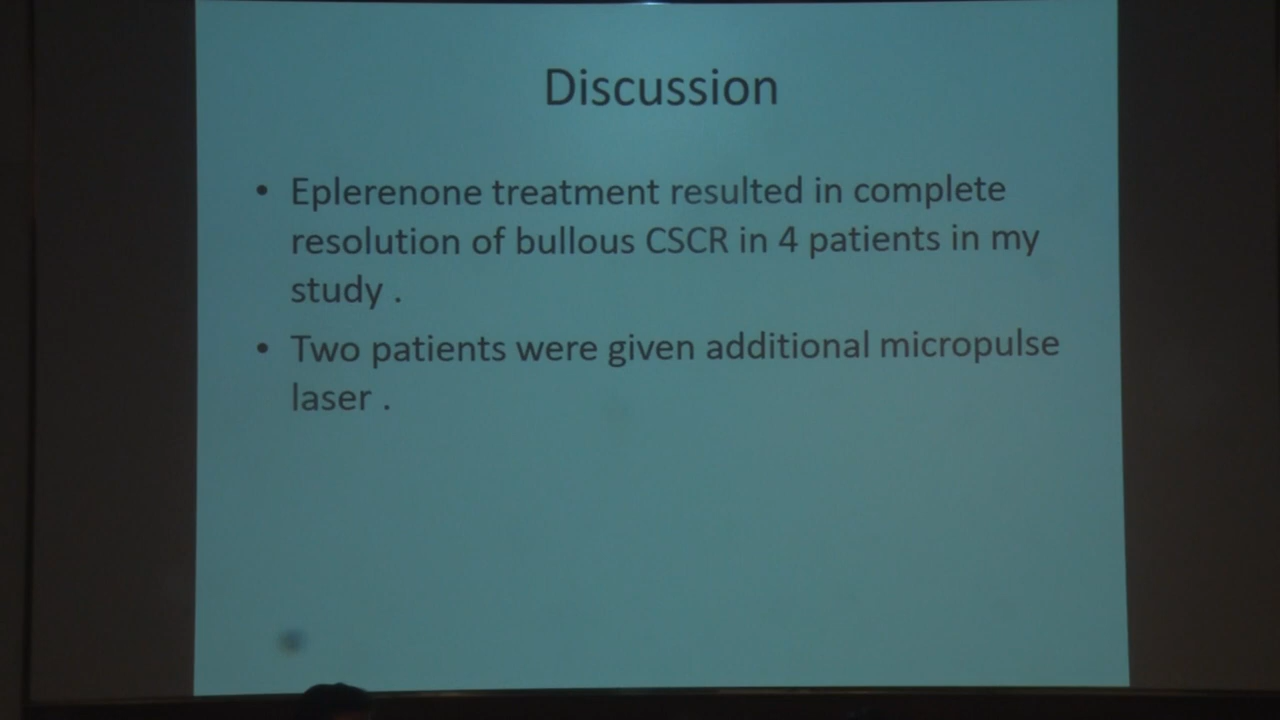 Discussion
• Eplerenone treatment resulted in complete
resolution of bullous CSCR in 4 patients in my
study .
• Two patients were given additional micropulse
laser .